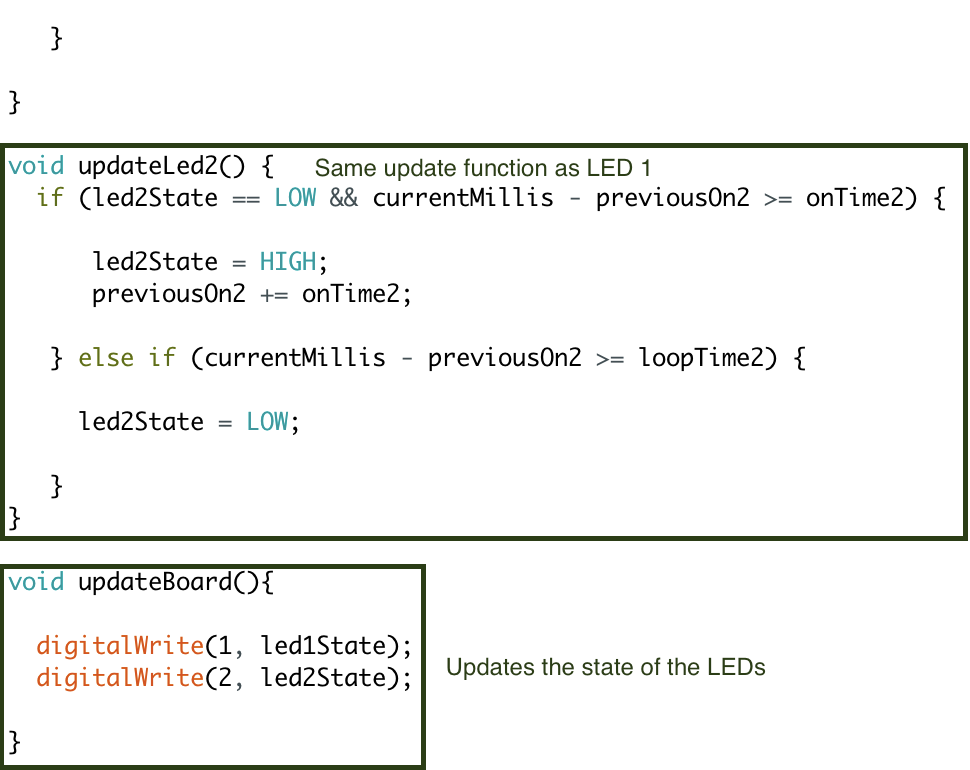 }
}
void updateLed2() { Same update function as LED 1
if (led2State == LOW && currentMillis - previousOn2 >= onTime2) {
led2State = HIGH;
previousOn2 += onTime2;
} else if (currentMillis - previousOn2 >= loopTime2) {
led2State = LOW;
}
}
void updateBoard(){
digitalWrite(1, led1State);
digitalWrite(2, led2State);
Updates the state of the LEDs
}